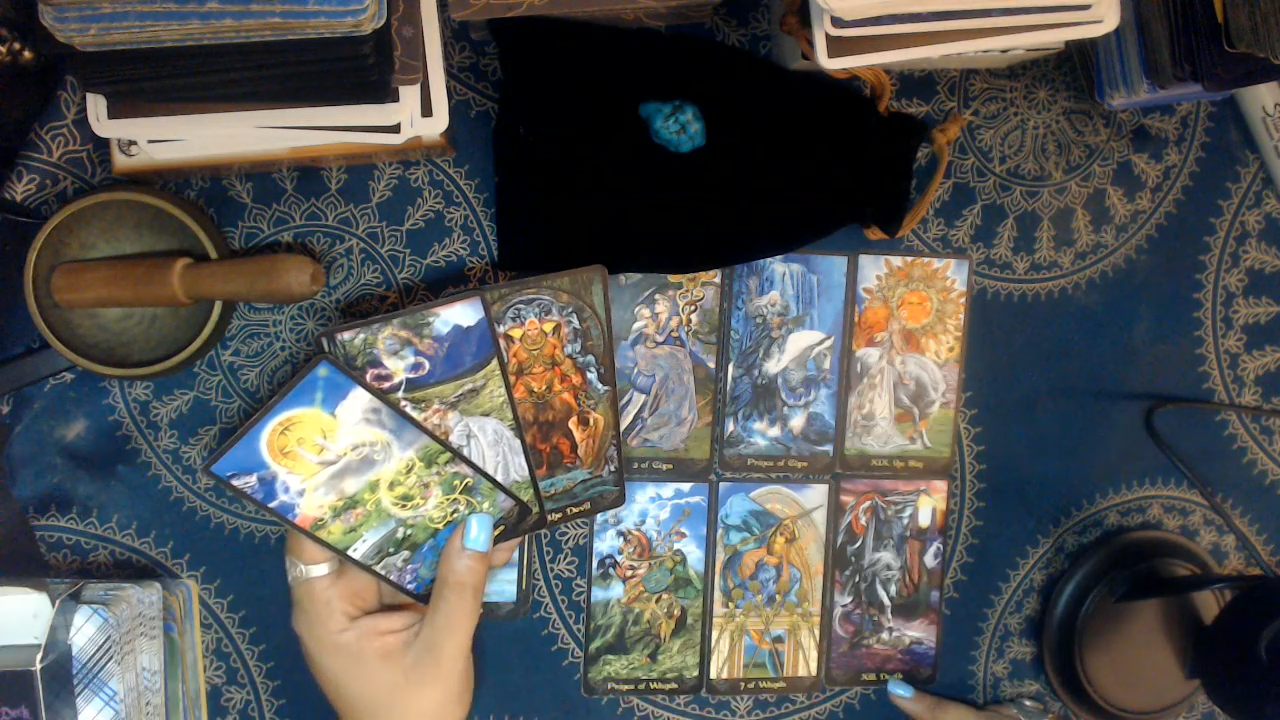 the Devil
2 of Cups
Prince of Cups
XIX. the Sun
Prince of Wands
7 of Wands
XIII. Death